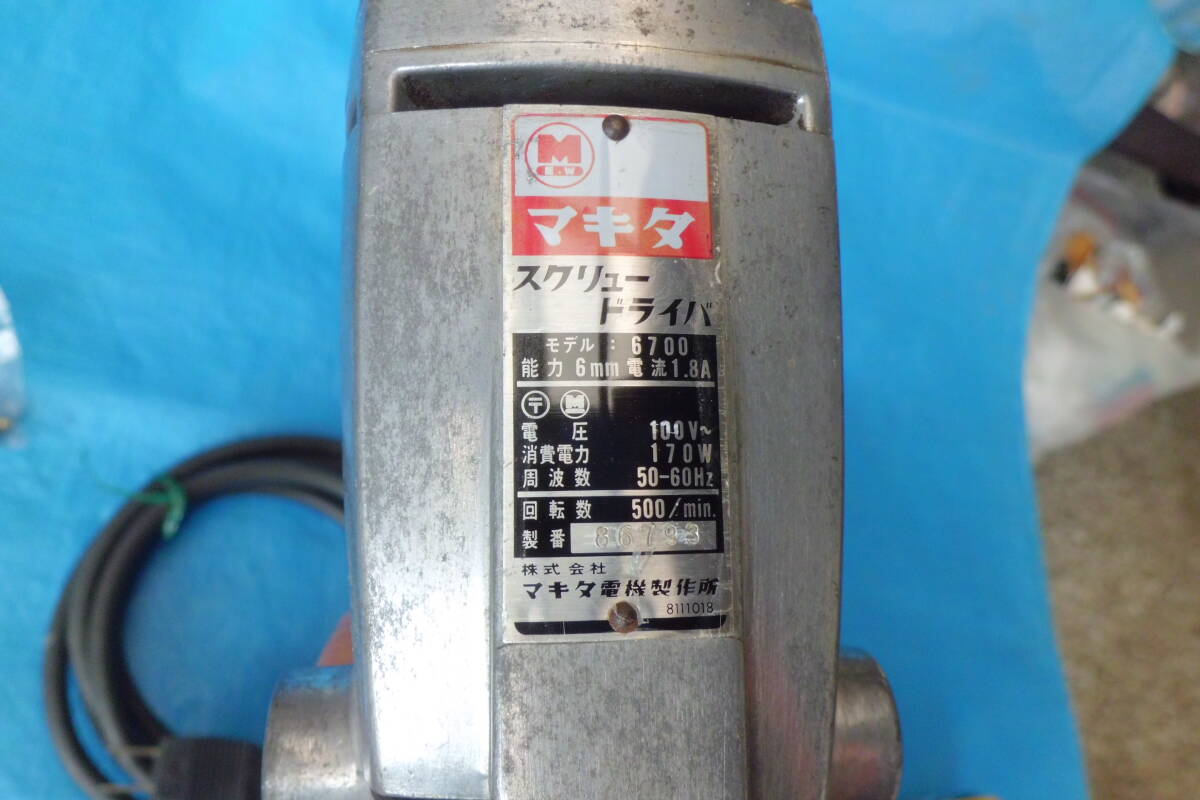 M
E.W
マキタ
スクリュー
ドライバ
モデル : 6700
能力 6mm 電流 1.8A
〒 M
電圧 100V~
消費電力 170W
周波数 50-60Hz
回転数 500/min.
製番 86793
株式会社
マキタ電機製作所
8111018